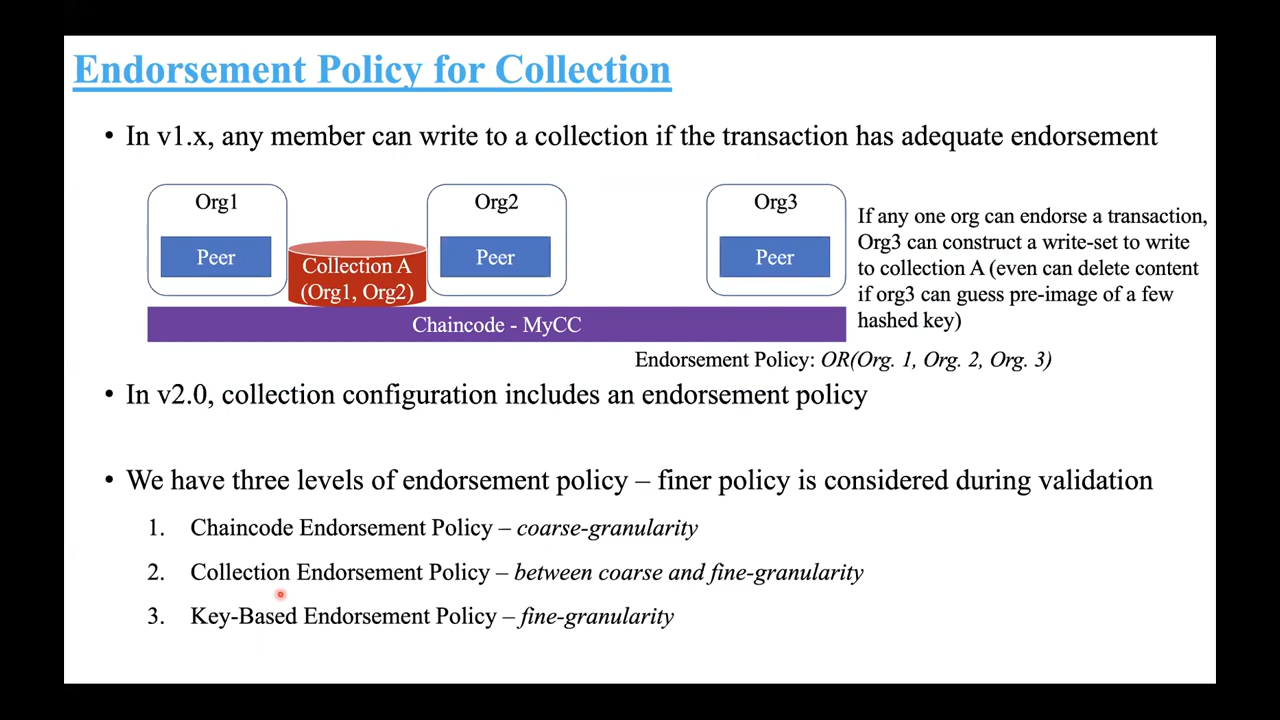 Endorsement Policy for Collection
• In v1.x, any member can write to a collection if the transaction has adequate endorsement
Org1
Peer
Collection A
(Org1, Org2)
Org2
Peer
Org3
Peer
Chaincode - MyCC
If any one org can endorse a transaction,
Org3 can construct a write-set to write
to collection A (even can delete content
if org3 can guess pre-image of a few
hashed key)
Endorsement Policy: OR(Org. 1, Org. 2, Org. 3)
• In v2.0, collection configuration includes an endorsement policy
• We have three levels of endorsement policy – finer policy is considered during validation
1. Chaincode Endorsement Policy – coarse-granularity
2. Collection Endorsement Policy – between coarse and fine-granularity
3. Key-Based Endorsement Policy – fine-granularity